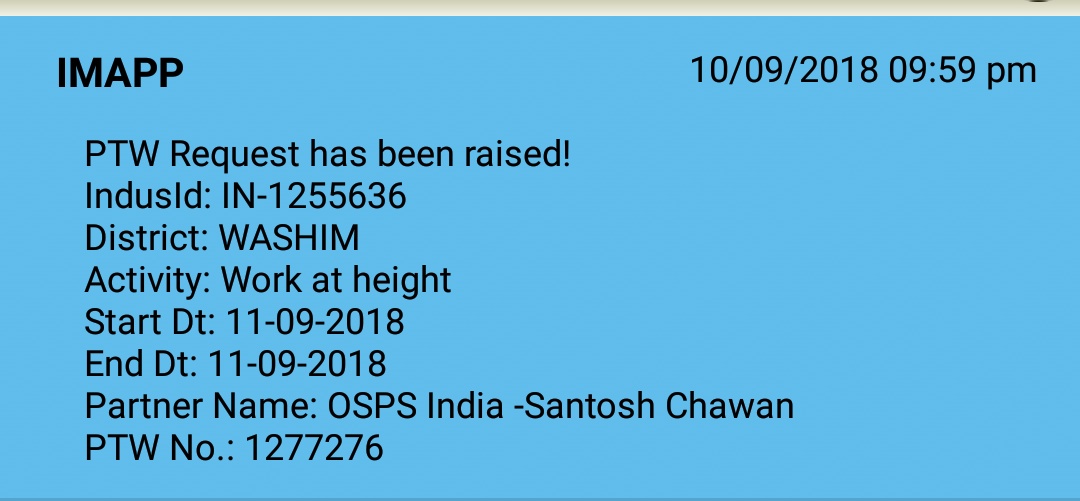 IMAPP
10/09/2018 09:59 pm
PTW Request has been raised!
IndusId: IN-1255636
District: WASHIM
Activity: Work at height
Start Dt: 11-09-2018
End Dt: 11-09-2018
Partner Name: OSPS India -Santosh Chawan
PTW No.: 1277276